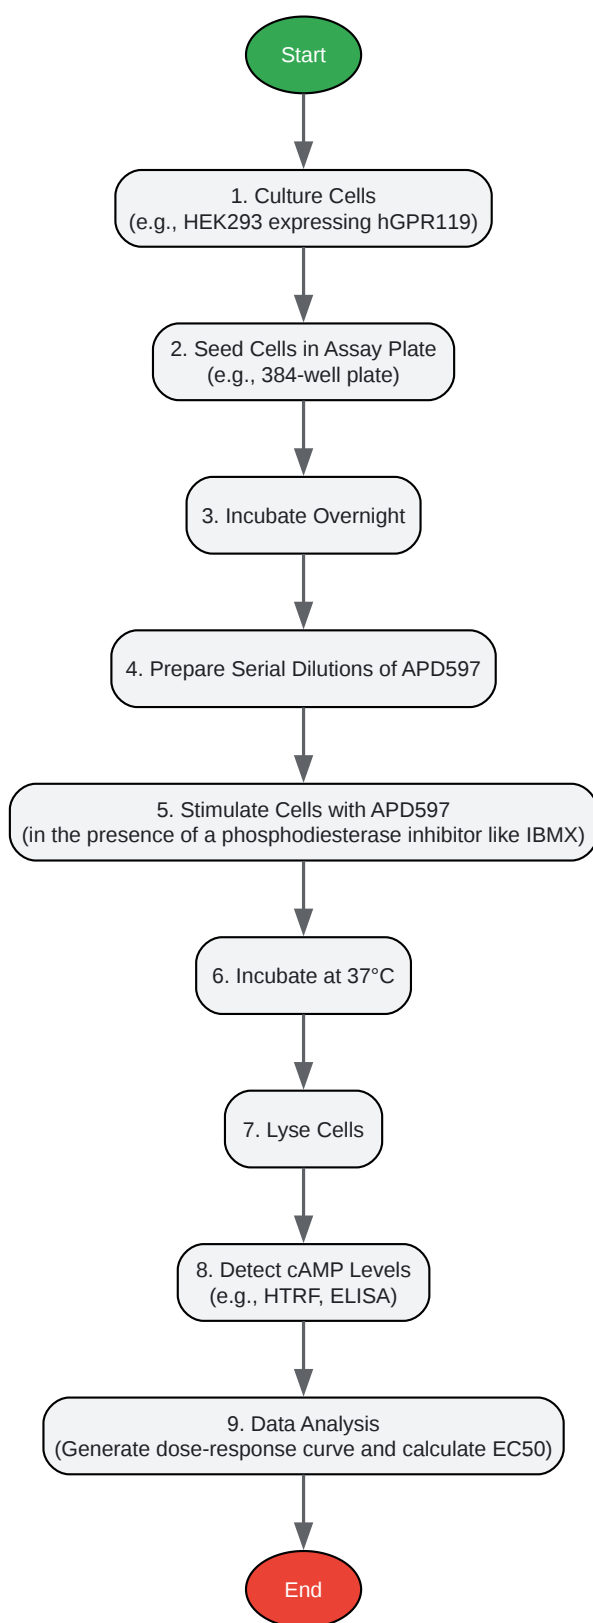 Start
1. Culture Cells
(e.g., HEK293 expressing hGPR119)
2. Seed Cells in Assay Plate
(e.g., 384-well plate)
3. Incubate Overnight
4. Prepare Serial Dilutions of APD597
5. Stimulate Cells with APD597
(in the presence of a phosphodiesterase inhibitor like IBMX)
6. Incubate at 37°C
7. Lyse Cells
8. Detect cAMP Levels
(e.g., HTRF, ELISA)
9. Data Analysis
(Generate dose-response curve and calculate EC50)
End